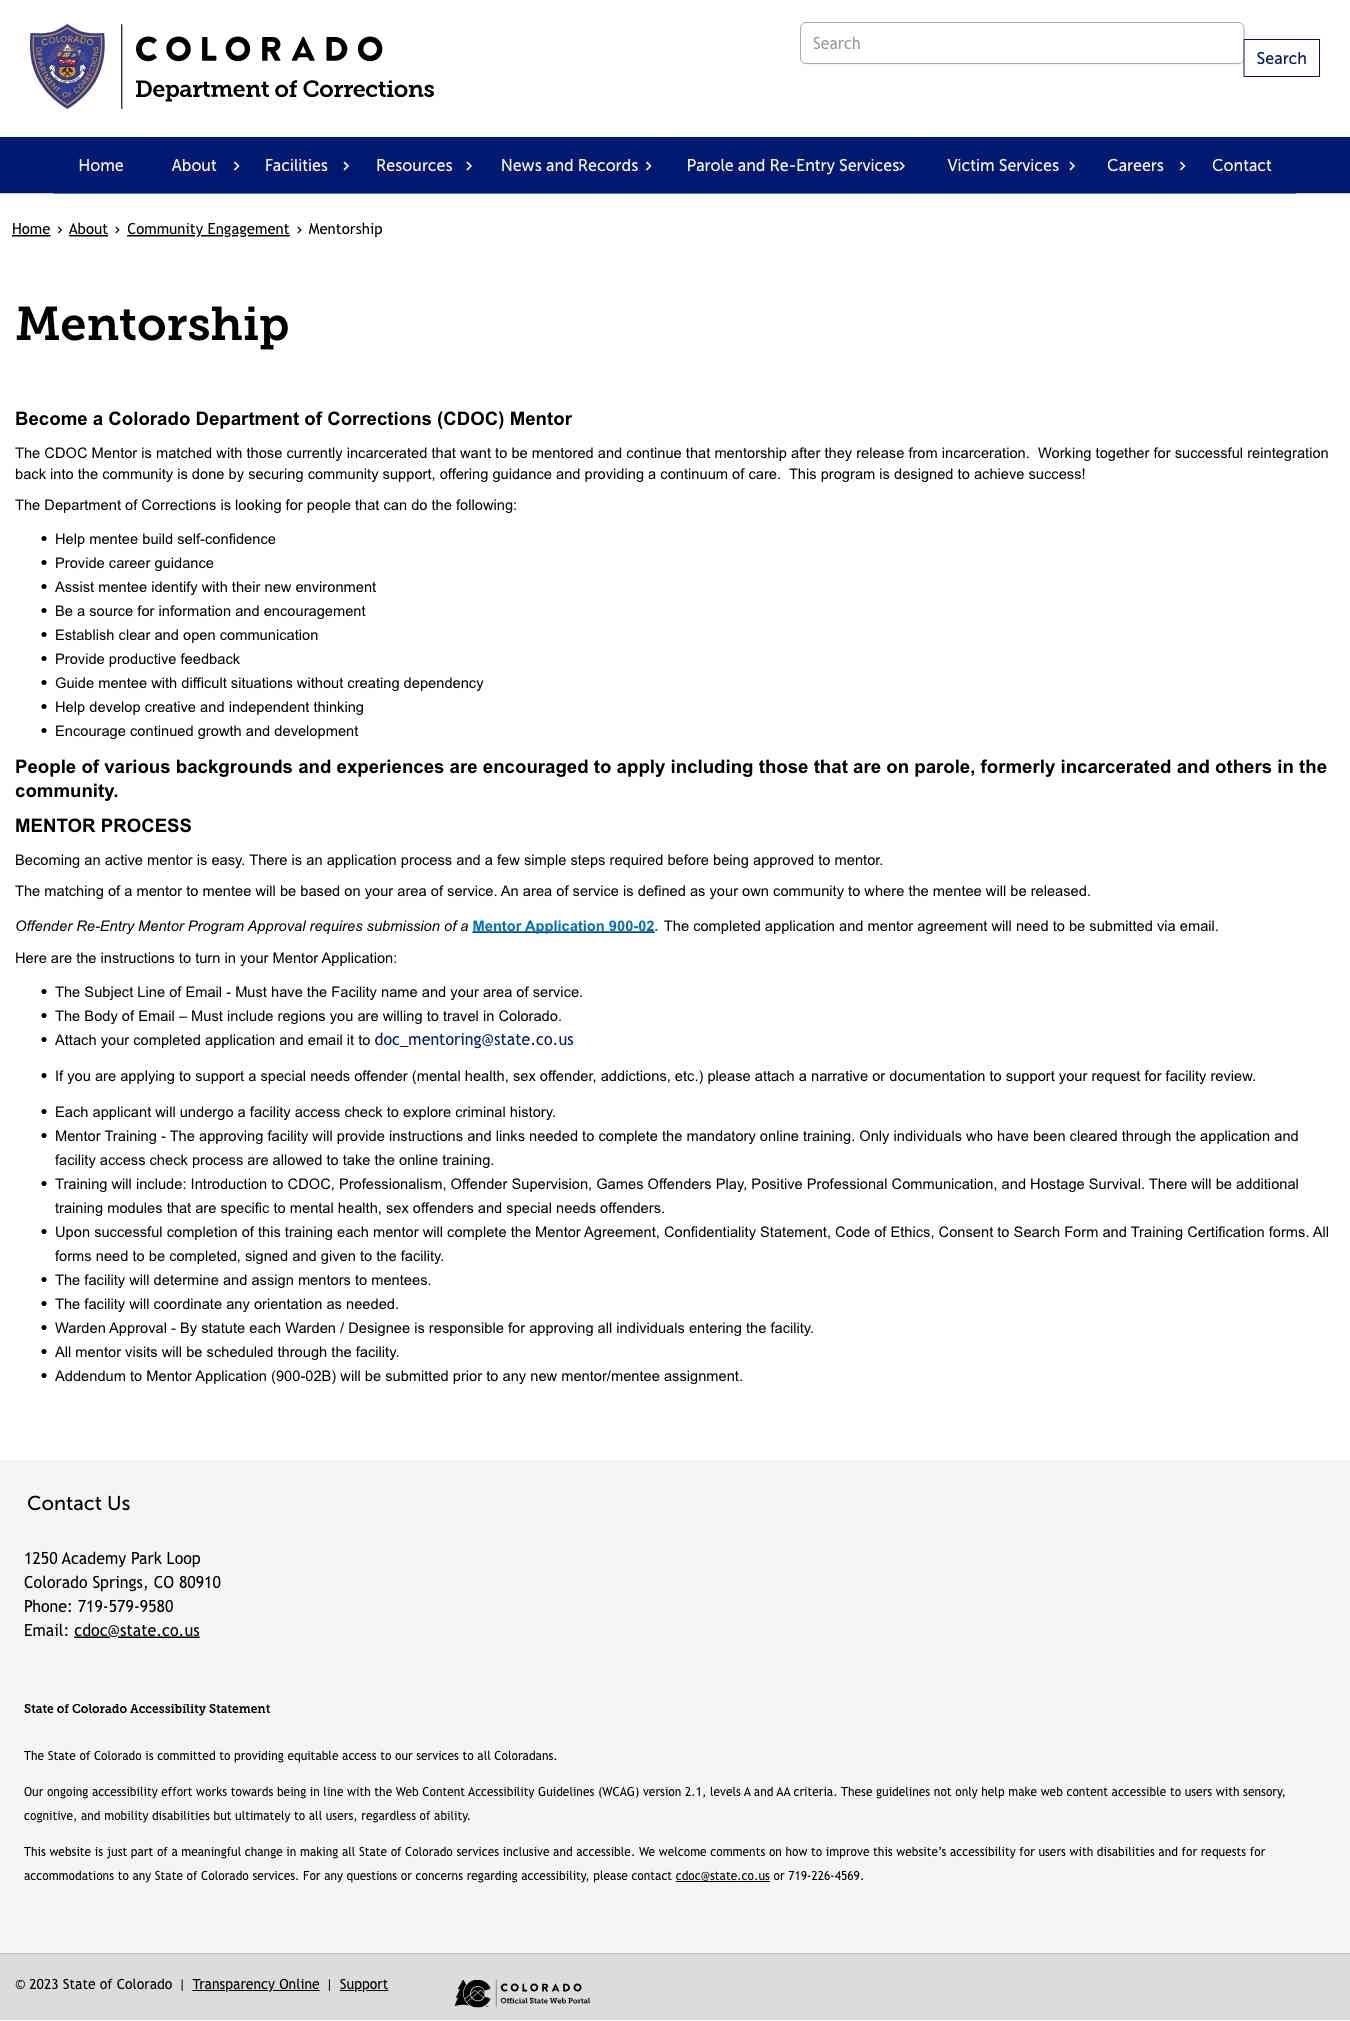 COLORADO
Department of Corrections
Search
Search
Home About › Facilities › Resources › News and Records › Parole and Re-Entry Services› Victim Services › Careers › Contact
Home › About › Community Engagement › Mentorship
Mentorship
Become a Colorado Department of Corrections (CDOC) Mentor
The CDOC Mentor is matched with those currently incarcerated that want to be mentored and continue that mentorship after they release from incarceration.  Working together for successful reintegration
back into the community is done by securing community support, offering guidance and providing a continuum of care.  This program is designed to achieve success!
The Department of Corrections is looking for people that can do the following:
• Help mentee build self-confidence
• Provide career guidance
• Assist mentee identify with their new environment
• Be a source for information and encouragement
• Establish clear and open communication
• Provide productive feedback
• Guide mentee with difficult situations without creating dependency
• Help develop creative and independent thinking
• Encourage continued growth and development
People of various backgrounds and experiences are encouraged to apply including those that are on parole, formerly incarcerated and others in the
community.
MENTOR PROCESS
Becoming an active mentor is easy. There is an application process and a few simple steps required before being approved to mentor.
The matching of a mentor to mentee will be based on your area of service. An area of service is defined as your own community to where the mentee will be released.
Offender Re-Entry Mentor Program Approval requires submission of a Mentor Application 900-02. The completed application and mentor agreement will need to be submitted via email.
Here are the instructions to turn in your Mentor Application:
• The Subject Line of Email - Must have the Facility name and your area of service.
• The Body of Email – Must include regions you are willing to travel in Colorado.
• Attach your completed application and email it to doc_mentoring@state.co.us
• If you are applying to support a special needs offender (mental health, sex offender, addictions, etc.) please attach a narrative or documentation to support your request for facility review.
• Each applicant will undergo a facility access check to explore criminal history.
• Mentor Training - The approving facility will provide instructions and links needed to complete the mandatory online training. Only individuals who have been cleared through the application and
facility access check process are allowed to take the online training.
• Training will include: Introduction to CDOC, Professionalism, Offender Supervision, Games Offenders Play, Positive Professional Communication, and Hostage Survival. There will be additional
training modules that are specific to mental health, sex offenders and special needs offenders.
• Upon successful completion of this training each mentor will complete the Mentor Agreement, Confidentiality Statement, Code of Ethics, Consent to Search Form and Training Certification forms. All
forms need to be completed, signed and given to the facility.
• The facility will determine and assign mentors to mentees.
• The facility will coordinate any orientation as needed.
• Warden Approval - By statute each Warden / Designee is responsible for approving all individuals entering the facility.
• All mentor visits will be scheduled through the facility.
• Addendum to Mentor Application (900-02B) will be submitted prior to any new mentor/mentee assignment.
Contact Us
1250 Academy Park Loop
Colorado Springs, CO 80910
Phone: 719-579-9580
Email: cdoc@state.co.us
State of Colorado Accessibility Statement
The State of Colorado is committed to providing equitable access to our services to all Coloradans.
Our ongoing accessibility effort works towards being in line with the Web Content Accessibility Guidelines (WCAG) version 2.1, levels A and AA criteria. These guidelines not only help make web content accessible to users with sensory,
cognitive, and mobility disabilities but ultimately to all users, regardless of ability.
This website is just part of a meaningful change in making all State of Colorado services inclusive and accessible. We welcome comments on how to improve this website’s accessibility for users with disabilities and for requests for
accommodations to any State of Colorado services. For any questions or concerns regarding accessibility, please contact cdoc@state.co.us or 719-226-4569.
© 2023 State of Colorado | Transparency Online | Support
COLORADO
Official State Web Portal